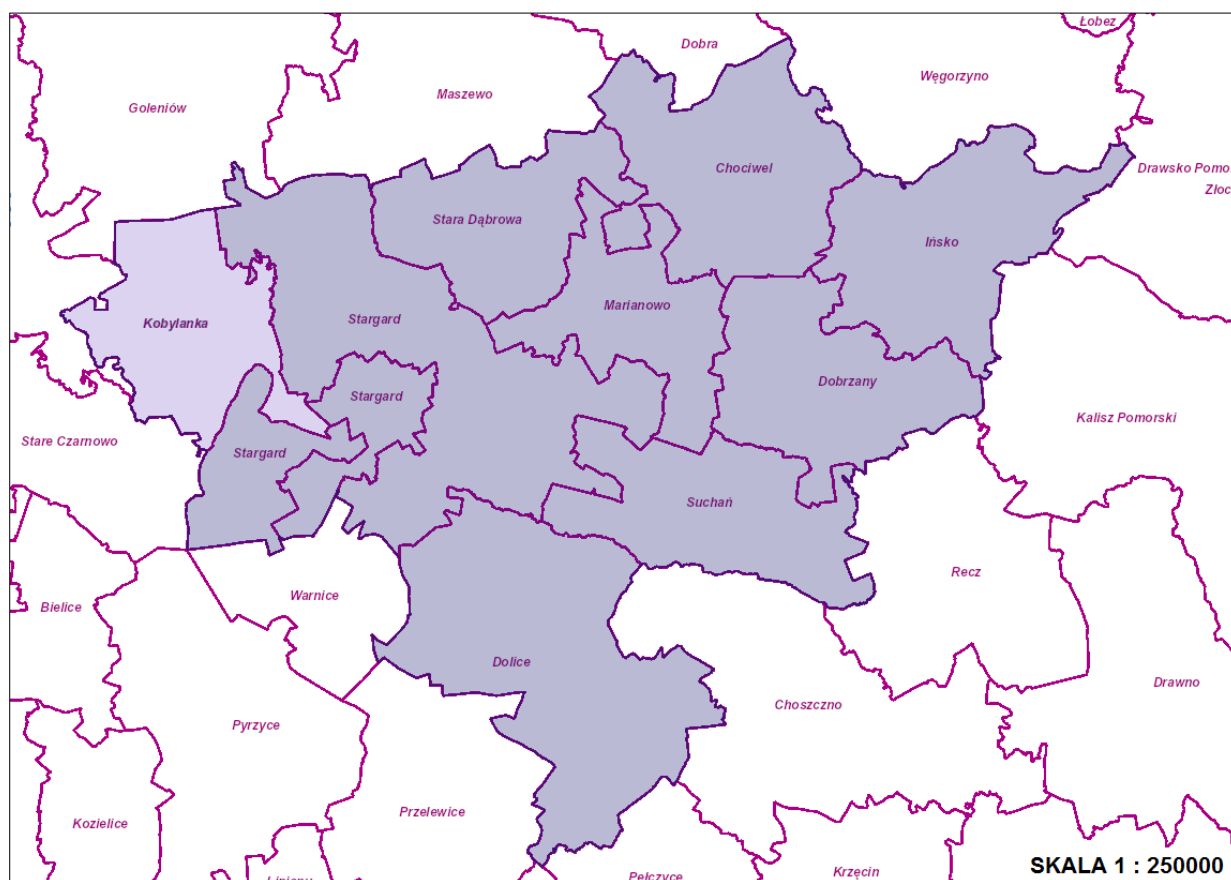 Łobez
Dobra
Węgorzyno
Goleniów
Maszewo
Chociwel
Drawsko Pomo
Złoc
Stara Dąbrowa
Ińsko
Marianowo
Kobylanka
Stargard
Dobrzany
Stargard
Kalisz Pomorski
Stare Czarnowo
Stargard
Suchań
Recz
Bielice
Warnice
Dolice
Drawno
Choszczno
Pyrzyce
Przelewice
Kozielice
SKALA 1 : 250000
Krzęcin
Pełczyce